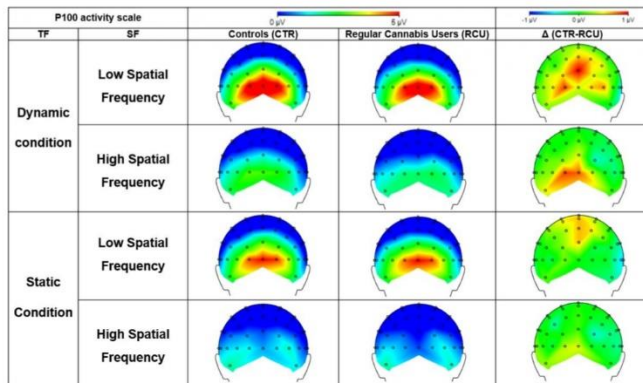 P100 activity scale
0 µV 5 µV
-1 µV 0 µV 1 µV
TF SF Controls (CTR) Regular Cannabis Users (RCU) Δ (CTR-RCU)
Dynamic
condition
Low Spatial
Frequency
High Spatial
Frequency
Static
Condition
Low Spatial
Frequency
High Spatial
Frequency